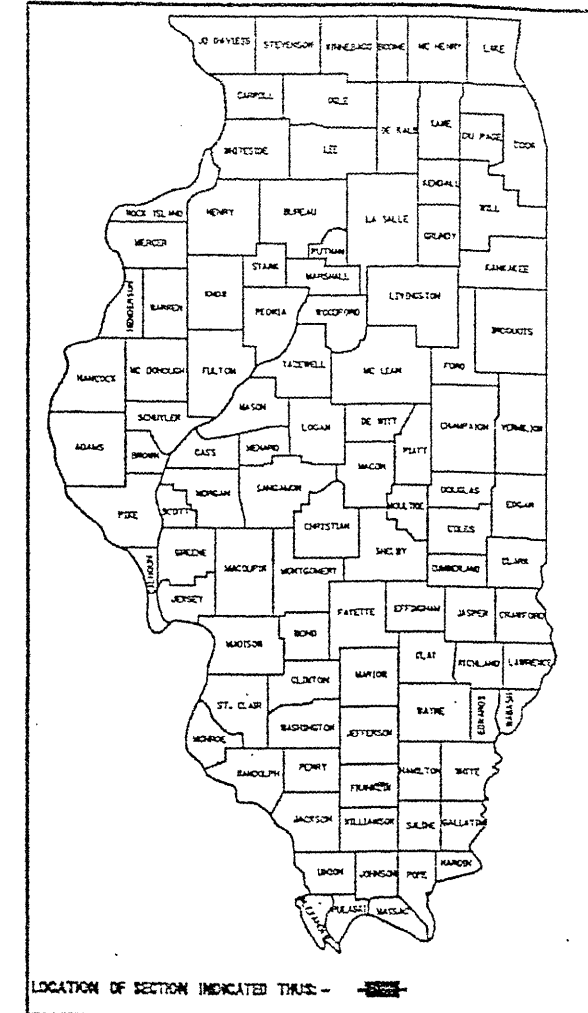 JO DAVIESS STEVENSON WINNEBAGO BOONE MC HENRY LAKE
CARROLL OGLE DE KALB KANE DU PAGE COOK
WHITESIDE LEE
KENDALL
ROCK ISLAND HENRY BUREAU LA SALLE GRUNDY WILL
MERCER PUTNAM
STARK MARSHALL KANKAKEE
HENDERSON WARREN KNOX PEORIA WOODFORD LIVINGSTON IROQUOIS
HANCOCK MC DONOUGH FULTON TAZEWELL MC LEAN FORD
SCHUYLER MASON LOGAN DE WITT CHAMPAIGN VERMILION
ADAMS BROWN CASS MENARD MACON PIATT
PIKE SCOTT MORGAN SANGAMON MOULTRIE DOUGLAS EDGAR
CHRISTIAN COLES
CALHOUN GREENE MACOUPIN MONTGOMERY SHELBY CUMBERLAND CLARK
JERSEY FAYETTE EFFINGHAM JASPER CRAWFORD
MADISON BOND CLAY RICHLAND LAWRENCE
CLINTON MARION
ST. CLAIR WASHINGTON JEFFERSON WAYNE EDWARDS WABASH
MONROE
RANDOLPH PERRY FRANKLIN HAMILTON WHITE
JACKSON WILLIAMSON SALINE GALLATIN
UNION JOHNSON POPE HARDIN
PULASKI MASSAC
LOCATION OF SECTION INDICATED THUS: -